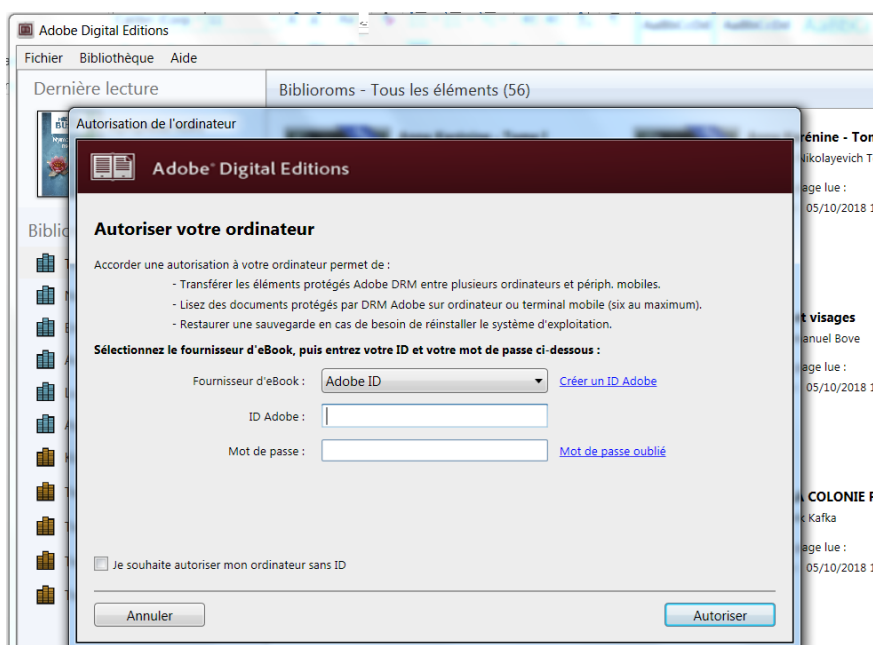 Adobe Digital Editions
Fichier Bibliothèque Aide
Dernière lecture
Biblioroms - Tous les éléments (56)
Autorisation de l'ordinateur
Adobe® Digital Editions
Autoriser votre ordinateur
Accorder une autorisation à votre ordinateur permet de :
- Transférer les éléments protégés Adobe DRM entre plusieurs ordinateurs et périph. mobiles.
- Lisez des documents protégés par DRM Adobe sur ordinateur ou terminal mobile (six au maximum).
- Restaurer une sauvegarde en cas de besoin de réinstaller le système d'exploitation.
Sélectionnez le fournisseur d'eBook, puis entrez votre ID et votre mot de passe ci-dessous :
Fournisseur d'eBook : Adobe ID Créer un ID Adobe
ID Adobe :
Mot de passe : Mot de passe oublié
Je souhaite autoriser mon ordinateur sans ID
Annuler Autoriser
Biblio
rénine - Tom
Nikolayevich T
age lue :
05/10/2018 1
t visages
anuel Bove
age lue :
05/10/2018 1
A COLONIE P
Kafka
age lue :
05/10/2018 1